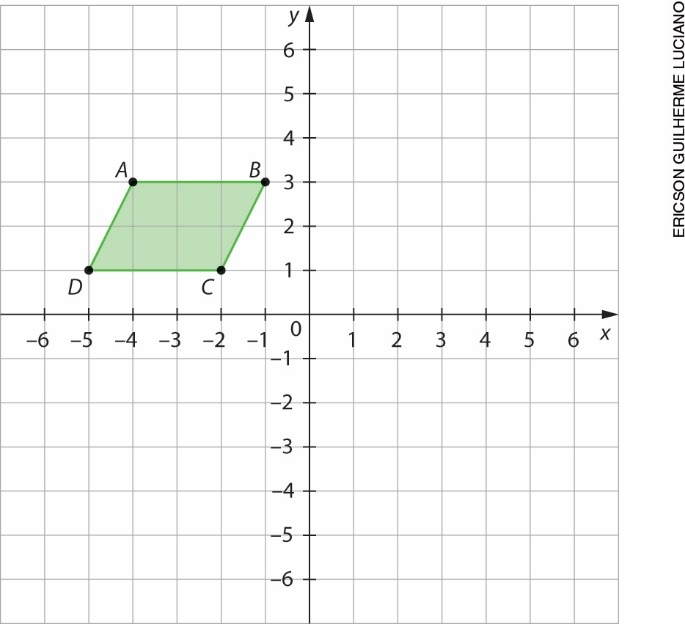 y
6
5
4
A B 3
2
D C 1
0
–6 –5 –4 –3 –2 –1 1 2 3 4 5 6 x
–1
–2
–3
–4
–5
–6
ERICSON GUILHERME LUCIANO